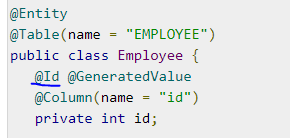 @Entity
@Table(name = "EMPLOYEE")
public class Employee {
@Id @GeneratedValue
@Column(name = "id")
private int id;